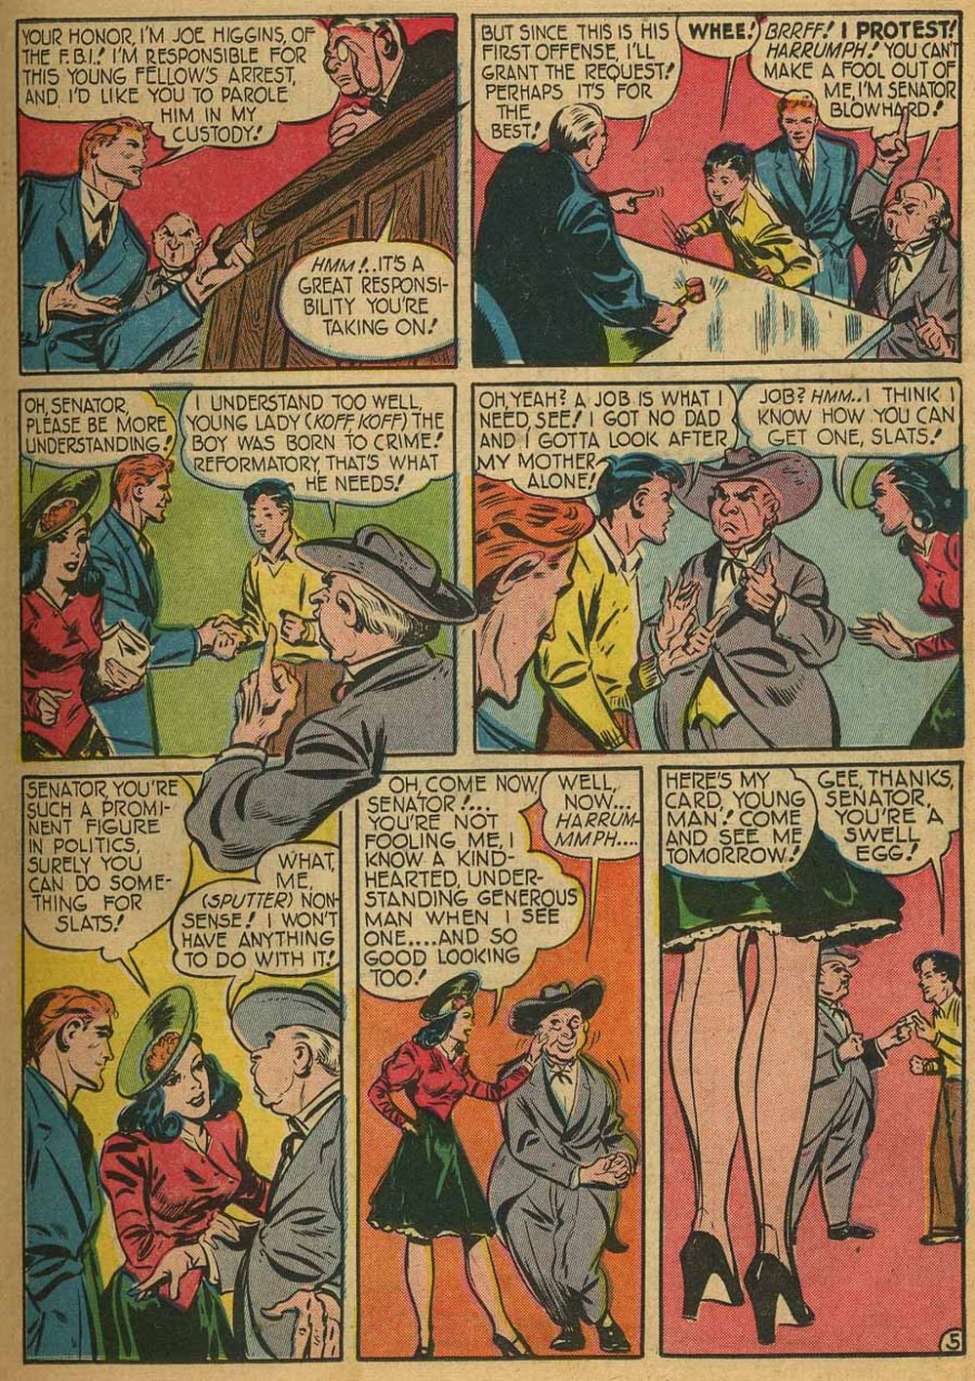 YOUR HONOR, I'M JOE HIGGINS, OF
THE F.B.I.! I'M RESPONSIBLE FOR
THIS YOUNG FELLOW'S ARREST,
AND I'D LIKE YOU TO PAROLE
HIM IN MY
CUSTODY!
HMM!..IT'S A
GREAT RESPONSI-
BILITY YOU'RE
TAKING ON!
BUT SINCE THIS IS HIS
FIRST OFFENSE, I'LL
GRANT THE REQUEST!
PERHAPS IT'S FOR
THE
BEST!
WHEE!
BRRFF! I PROTEST!
HARRUMPH! YOU CAN'T
MAKE A FOOL OUT OF
ME, I'M SENATOR
BLOWHARD!
OH, SENATOR,
PLEASE BE MORE
UNDERSTANDING!
I UNDERSTAND TOO WELL,
YOUNG LADY (KOFF KOFF) THE
BOY WAS BORN TO CRIME!
REFORMATORY, THAT'S WHAT
HE NEEDS!
OH, YEAH? A JOB IS WHAT I
NEED, SEE! I GOT NO DAD
AND I GOTTA LOOK AFTER
MY MOTHER
ALONE!
JOB? HMM..I THINK I
KNOW HOW YOU CAN
GET ONE, SLATS!
SENATOR, YOU'RE
SUCH A PROMI-
NENT FIGURE
IN POLITICS,
SURELY YOU
CAN DO SOME-
THING FOR
SLATS!
WHAT,
ME,
(SPUTTER) NON-
SENSE! I WON'T
HAVE ANYTHING
TO DO WITH IT!
OH, COME NOW,
SENATOR!...
YOU'RE NOT
FOOLING ME, I
KNOW A KIND-
HEARTED, UNDER-
STANDING GENEROUS
MAN WHEN I SEE
ONE....AND SO
GOOD LOOKING
TOO!
WELL,
NOW...
HARRUM-
MMPH....
HERE'S MY
CARD, YOUNG
MAN! COME
AND SEE ME
TOMORROW!
GEE, THANKS,
SENATOR,
YOU'RE A
SWELL
EGG!
5